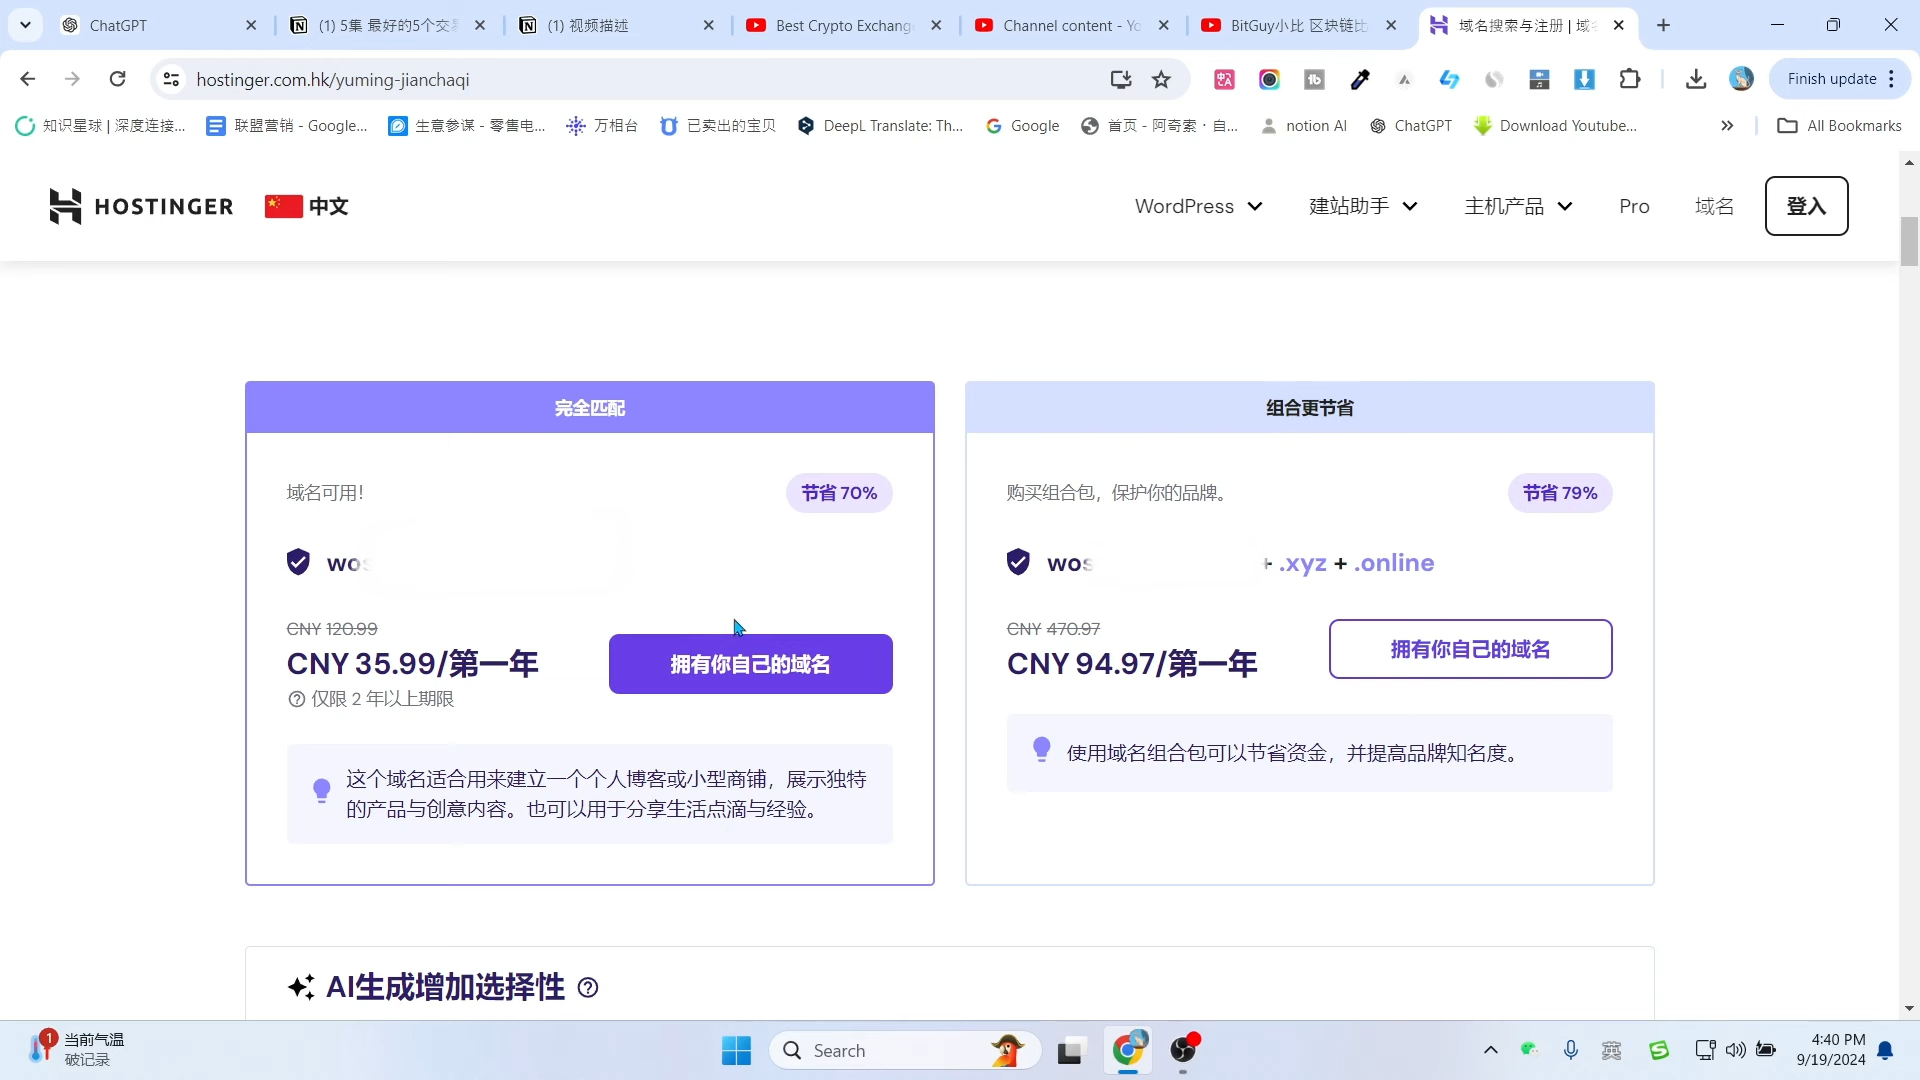 ChatGPT
(1) 5集 最好的5个交易
(1) 视频描述
Best Crypto Exchang
Channel content - Yo
BitGuy小比 区块链比
域名搜索与注册 | 域名
hostinger.com.hk/yuming-jianchaqi
Finish update
知识星球 | 深度连接...
联盟营销 - Google...
生意参谋 - 零售电...
万相台
已卖出的宝贝
DeepL Translate: Th...
Google
首页 - 阿奇索 · 自...
notion AI
ChatGPT
Download Youtube...
All Bookmarks
HOSTINGER
中文
WordPress
建站助手
主机产品
Pro
域名
登入
完全匹配
域名可用！
节省 70%
wos
CNY 120.99
CNY 35.99/第一年
仅限 2 年以上期限
拥有你自己的域名
这个域名适合用来建立一个个人博客或小型商铺，展示独特
的产品与创意内容。也可以用于分享生活点滴与经验。
组合更节省
购买组合包，保护你的品牌。
节省 79%
wos + .xyz + .online
CNY 470.97
CNY 94.97/第一年
拥有你自己的域名
使用域名组合包可以节省资金，并提高品牌知名度。
AI生成增加选择性
1
当前气温
破记录
Search
英
4:40 PM
9/19/2024